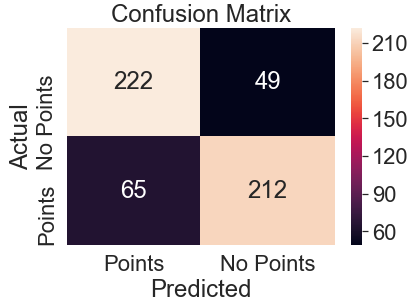 Confusion Matrix
Actual
No Points
Points
222
49
65
212
Points
No Points
Predicted
210
180
150
120
90
60